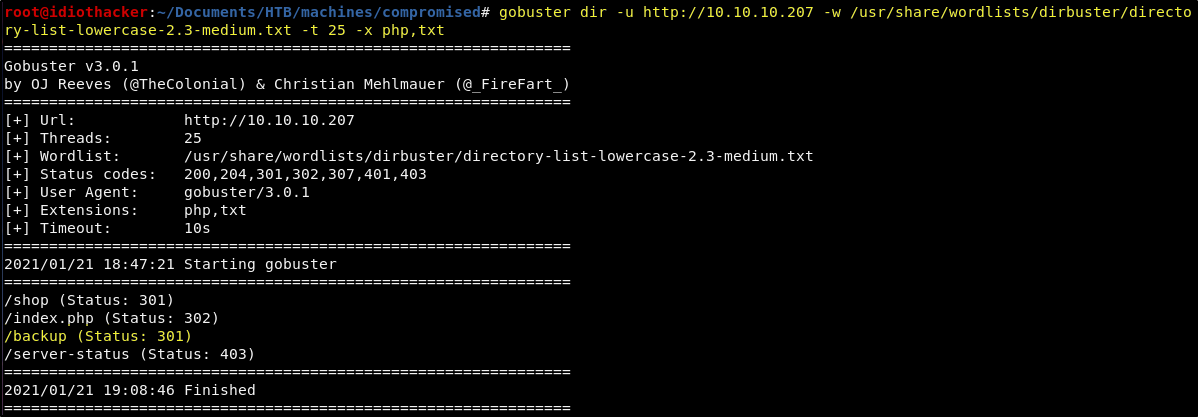 root@idiothacker:~/Documents/HTB/machines/compromised# gobuster dir -u http://10.10.10.207 -w /usr/share/wordlists/dirbuster/directo
ry-list-lowercase-2.3-medium.txt -t 25 -x php,txt
===============================================================
Gobuster v3.0.1
by OJ Reeves (@TheColonial) & Christian Mehlmauer (@_FireFart_)
===============================================================
[+] Url:            http://10.10.10.207
[+] Threads:        25
[+] Wordlist:       /usr/share/wordlists/dirbuster/directory-list-lowercase-2.3-medium.txt
[+] Status codes:   200,204,301,302,307,401,403
[+] User Agent:     gobuster/3.0.1
[+] Extensions:     php,txt
[+] Timeout:        10s
===============================================================
2021/01/21 18:47:21 Starting gobuster
===============================================================
/shop (Status: 301)
/index.php (Status: 302)
/backup (Status: 301)
/server-status (Status: 403)
===============================================================
2021/01/21 19:08:46 Finished
===============================================================